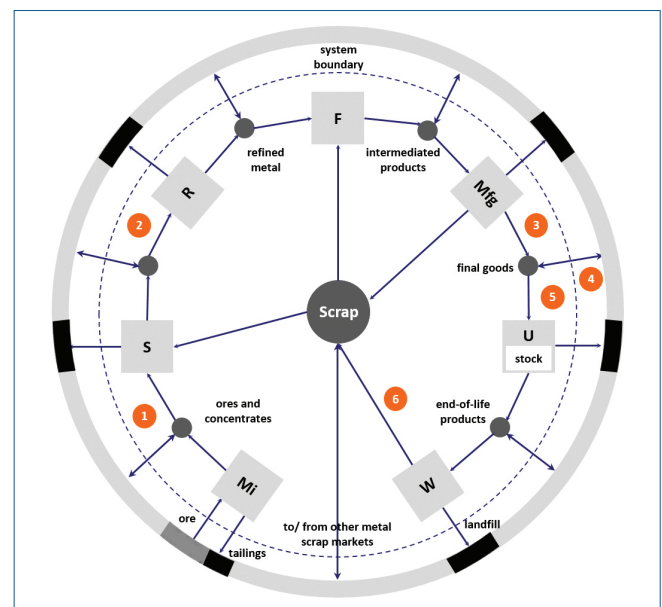 system
boundary
F
refined
metal
intermediated
products
R
Mfg
2
3
final goods
4
5
Scrap
S
U
stock
6
ores and
concentrates
end-of-life
products
1
Mi
W
ore
to/ from other metal
scrap markets
landfill
tailings